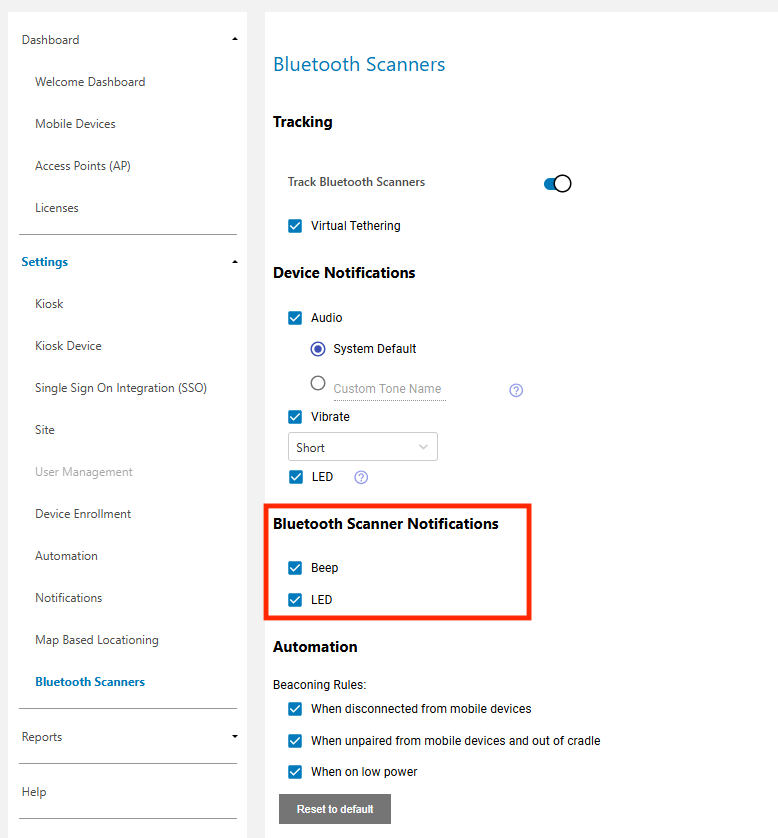 Dashboard
Welcome Dashboard
Mobile Devices
Access Points (AP)
Licenses
Settings
Kiosk
Kiosk Device
Single Sign On Integration (SSO)
Site
User Management
Device Enrollment
Automation
Notifications
Map Based Locationing
Bluetooth Scanners
Reports
Help
Bluetooth Scanners
Tracking
Track Bluetooth Scanners
Virtual Tethering
Device Notifications
Audio
System Default
Custom Tone Name ?
Vibrate
Short
LED ?
Bluetooth Scanner Notifications
Beep
LED
Automation
Beaconing Rules:
When disconnected from mobile devices
When unpaired from mobile devices and out of cradle
When on low power
Reset to default